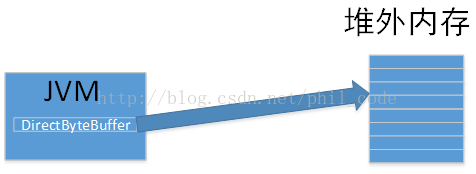 堆外内存
JVM
http://blog.csdn.net/phil_code
DirectByteBuffer